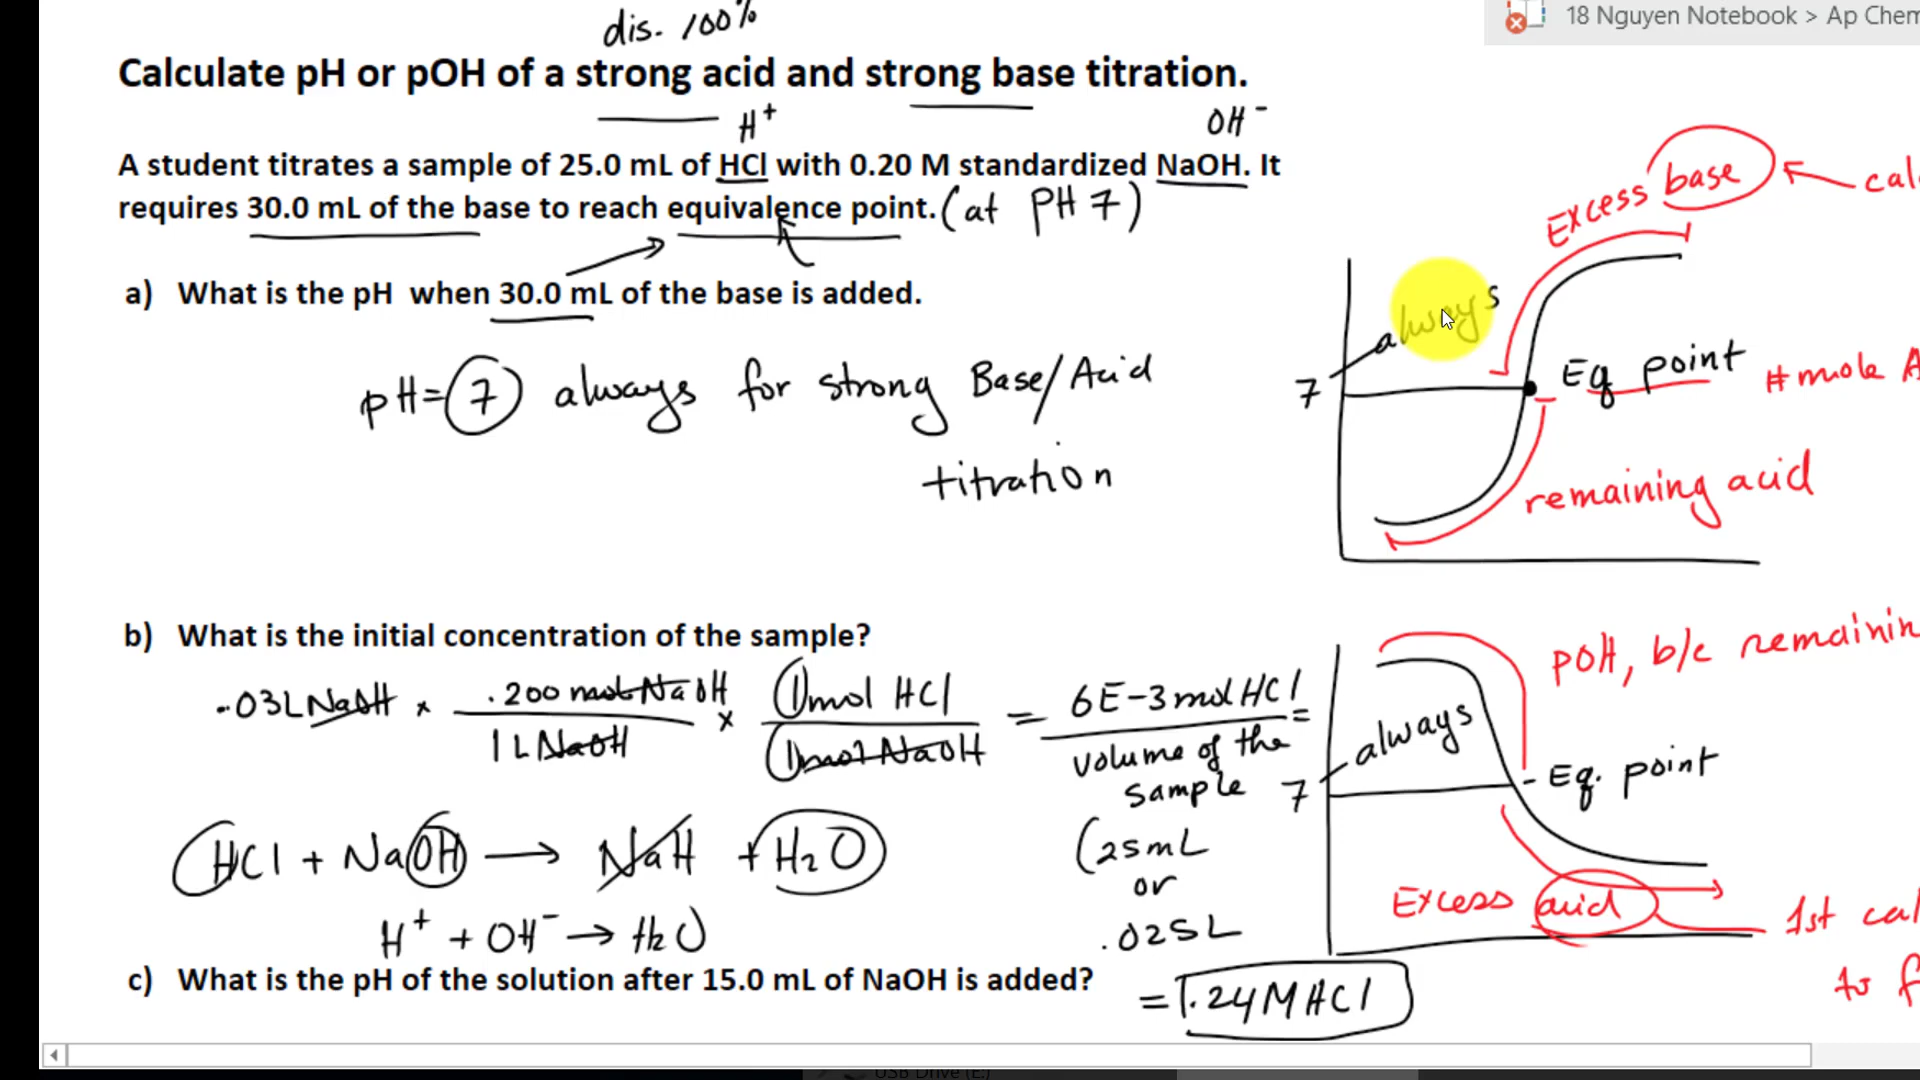 dis. 100%
18 Nguyen Notebook > Ap Chem
Calculate pH or pOH of a strong acid and strong base titration.
H+
OH-
A student titrates a sample of 25.0 mL of HCl with 0.20 M standardized NaOH. It
requires 30.0 mL of the base to reach equivalence point. (at PH 7)
a) What is the pH when 30.0 mL of the base is added.
pH= 7 always for strong Base/Acid
titration
Excess base
always
7
Eq point
# mole A
remaining acid
b) What is the initial concentration of the sample?
.03L NaOH x .200 mol NaOH x 1 mol HCl = 6E-3 mol HCl =
1 L NaOH 1 mol NaOH volume of the
sample
(25mL
or
.025L
HCl + NaOH → NaH + H2O
H+ + OH- → H2O
c) What is the pH of the solution after 15.0 mL of NaOH is added?
= .24M HCl
pOH, b/c remainin
always
7
- Eq. point
Excess acid
1st cal
to f